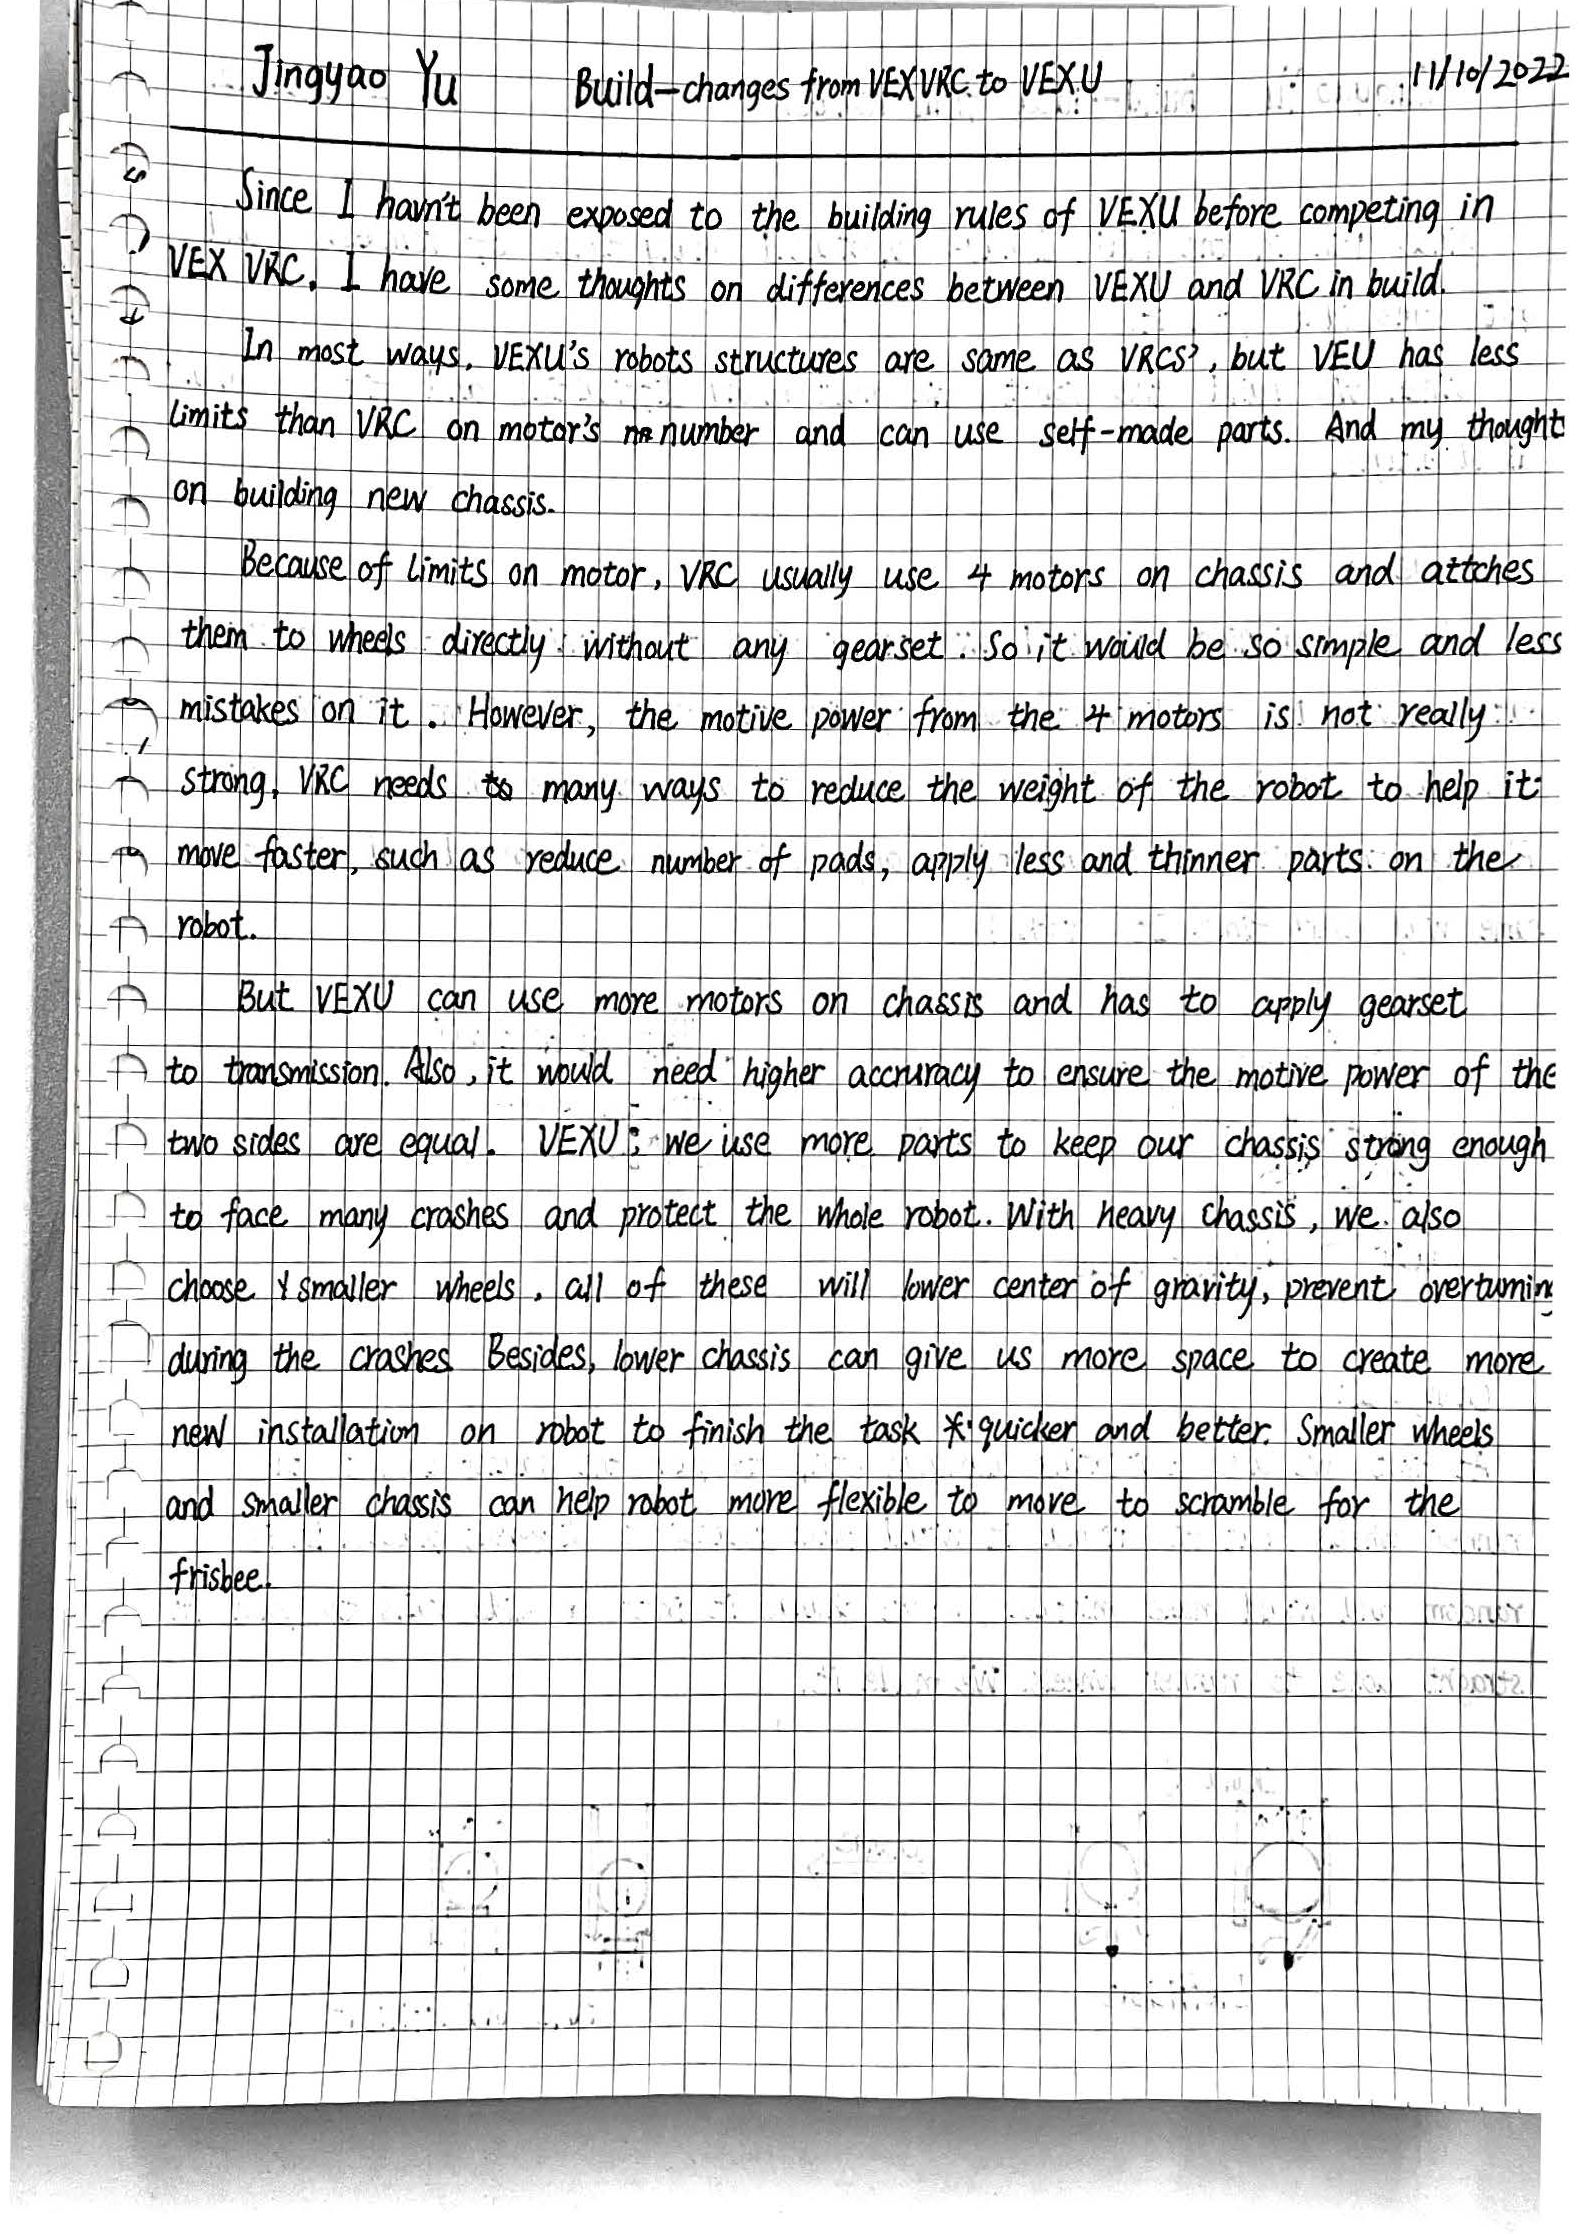 Jingyao Yu Build-changes from VEX VRC to VEXU 11/10/2022
Since I havn't been exposed to the building rules of VEXU before competing in
VEX VRC. I have some thoughts on differences between VEXU and VRC in build.
In most ways, VEXU's robots structures are same as VRCS', but VEU has less
limits than VRC on motor's number and can use self-made parts. And my thought
on building new chassis.
Because of limits on motor, VRC usually use 4 motors on chassis and attches
them to wheels directly without any gearset. So it would be so simple and less
mistakes on it. However, the motive power from the 4 motors is not really
strong, VRC needs to many ways to reduce the weight of the robot to help it
move faster, such as reduce number of pads, apply less and thinner parts on the
robot.
But VEXU can use more motors on chassis and has to apply gearset
to transmission. Also, it would need higher accruracy to ensure the motive power of the
two sides are equal. VEXU: we use more parts to keep our chassis strong enough
to face many crashes and protect the whole robot. With heavy chassis, we also
choose smaller wheels, all of these will lower center of gravity, prevent overturning
during the crashes. Besides, lower chassis can give us more space to create more
new installation on robot to finish the task quicker and better. Smaller wheels
and smaller chassis can help robot more flexible to move to scramble for the
frisbee.